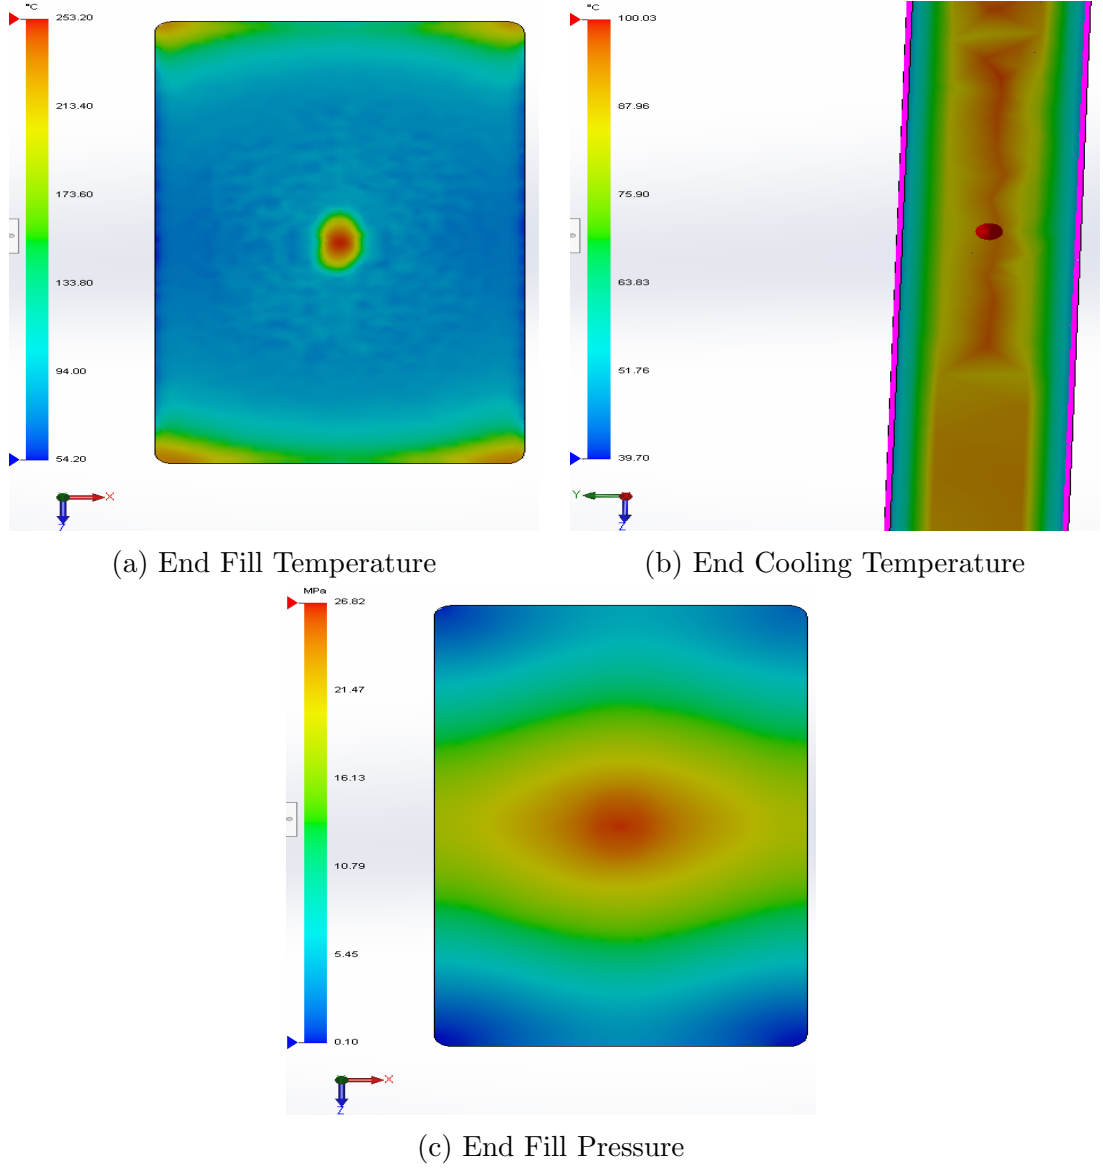 °C
253.20
213.40
173.60
133.80
94.00
54.20
X
Z
°C
100.03
87.96
75.90
63.83
51.76
39.70
Y
Z
(a) End Fill Temperature
(b) End Cooling Temperature
MPa
26.82
21.47
16.13
10.79
5.45
0.10
X
Z
(c) End Fill Pressure